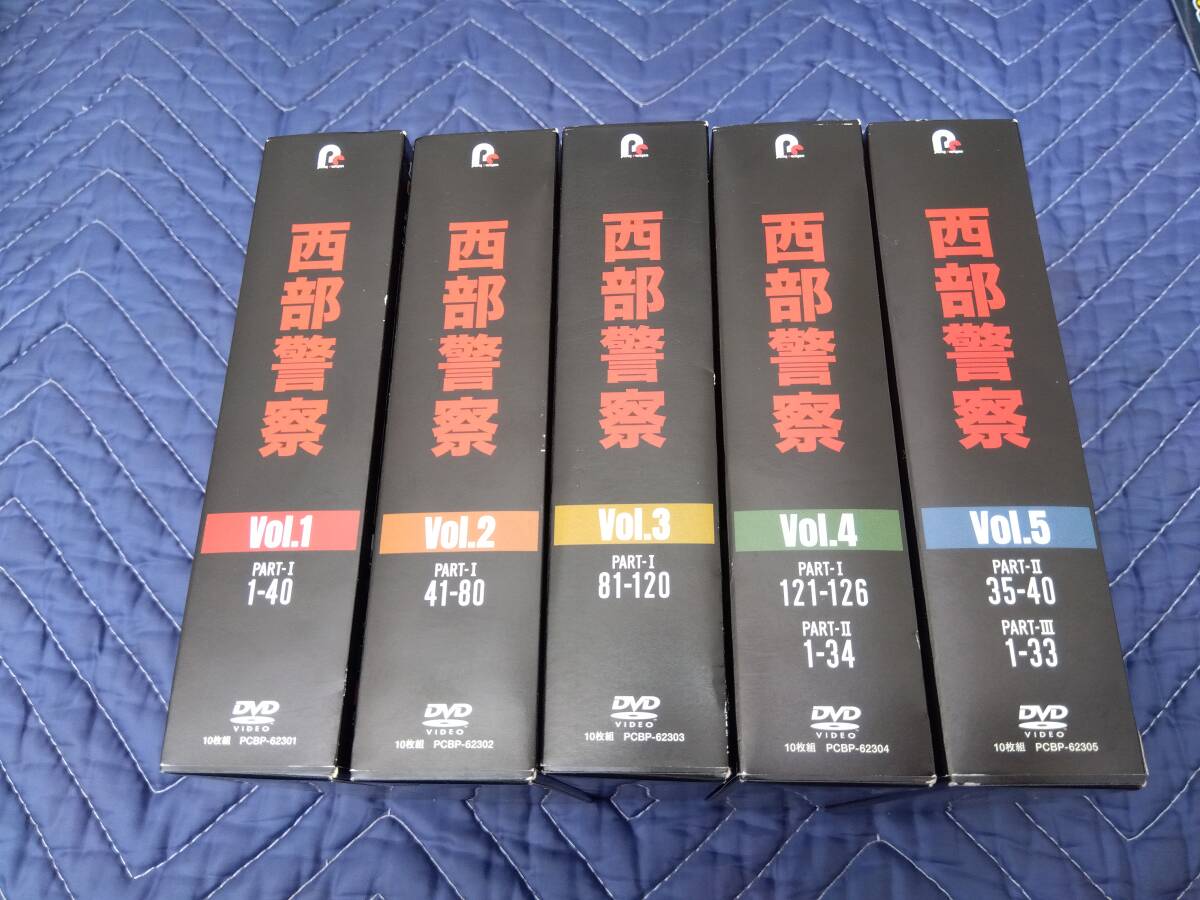 西部警察
Vol.1
PART-I
1-40
DVD
VIDEO
10枚組 PCBP-62301
西部警察
Vol.2
PART-I
41-80
DVD
VIDEO
10枚組 PCBP-62302
西部警察
Vol.3
PART-I
81-120
DVD
VIDEO
10枚組 PCBP-62303
西部警察
Vol.4
PART-I
121-126
PART-II
1-34
DVD
VIDEO
10枚組 PCBP-62304
西部警察
Vol.5
PART-II
35-40
PART-III
1-33
DVD
VIDEO
10枚組 PCBP-62305